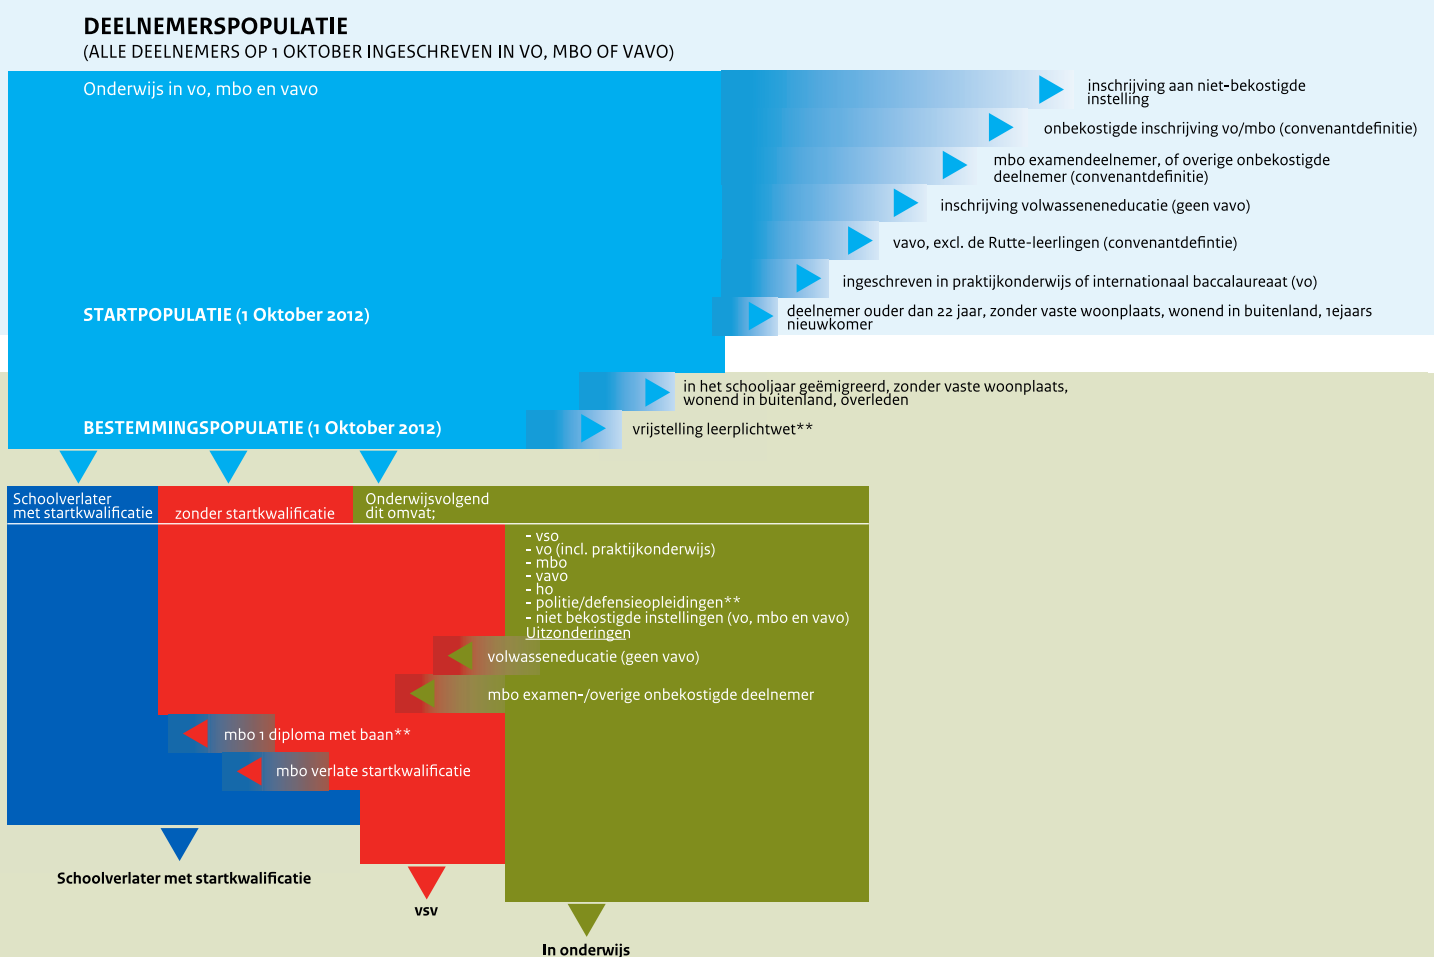 DEELNEMERSPOPULATIE
(ALLE DEELNEMERS OP 1 OKTOBER INGESCHREVEN IN VO, MBO OF VAVO)
Onderwijs in vo, mbo en vavo
inschrijving aan niet-bekostigde
instelling
onbekostigde inschrijving vo/mbo (convenantdefinitie)
mbo examendeelnemer, of overige onbekostigde
deelnemer (convenantdefinitie)
inschrijving volwasseneneducatie (geen vavo)
vavo, excl. de Rutte-leerlingen (convenantdefintie)
ingeschreven in praktijkonderwijs of internationaal baccalaureaat (vo)
STARTPOPULATIE (1 Oktober 2012)
deelnemer ouder dan 22 jaar, zonder vaste woonplaats, wonend in buitenland, 1ejaars
nieuwkomer
in het schooljaar geëmigreerd, zonder vaste woonplaats,
wonend in buitenland, overleden
BESTEMMINGSPOPULATIE (1 Oktober 2012)
vrijstelling leerplichtwet**
Schoolverlater
met startkwalificatie
zonder startkwalificatie
Onderwijsvolgend
dit omvat;
- vso
- vo (incl. praktijkonderwijs)
- mbo
- vavo
- ho
- politie/defensieopleidingen**
- niet bekostigde instellingen (vo, mbo en vavo)
Uitzonderingen
volwasseneducatie (geen vavo)
mbo examen-/overige onbekostigde deelnemer
mbo 1 diploma met baan**
mbo verlate startkwalificatie
Schoolverlater met startkwalificatie
vsv
In onderwijs